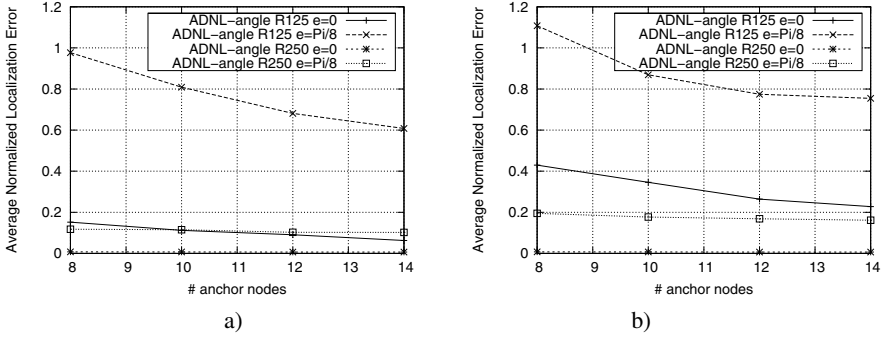 Average Normalized Localization Error
1.2
1
0.8
0.6
0.4
0.2
0
ADNL-angle R125 e=0
ADNL-angle R125 e=Pi/8
ADNL-angle R250 e=0
ADNL-angle R250 e=Pi/8
8 9 10 11 12 13 14
# anchor nodes
a)
Average Normalized Localization Error
1.2
1
0.8
0.6
0.4
0.2
0
ADNL-angle R125 e=0
ADNL-angle R125 e=Pi/8
ADNL-angle R250 e=0
ADNL-angle R250 e=Pi/8
8 9 10 11 12 13 14
# anchor nodes
b)